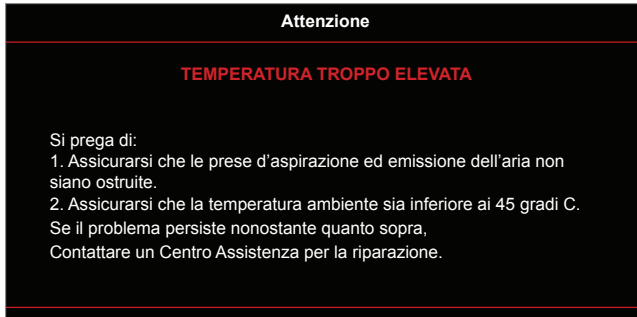 Attenzione
TEMPERATURA TROPPO ELEVATA
Si prega di:
1. Assicurarsi che le prese d’aspirazione ed emissione dell’aria non
siano ostruite.
2. Assicurarsi che la temperatura ambiente sia inferiore ai 45 gradi C.
Se il problema persiste nonostante quanto sopra,
Contattare un Centro Assistenza per la riparazione.